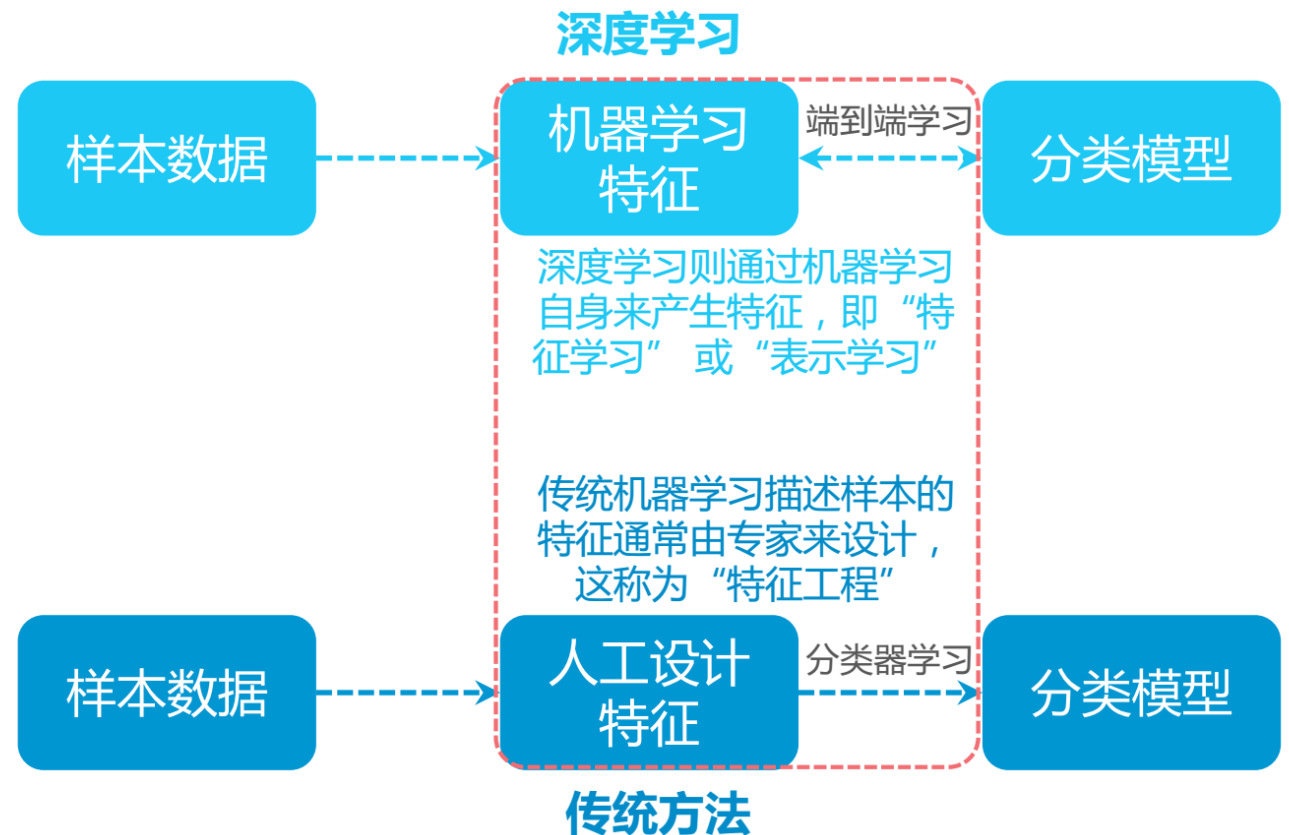 深度学习
样本数据
机器学习
特征
端到端学习
分类模型
深度学习则通过机器学习
自身来产生特征，即“特
征学习” 或“表示学习”
传统机器学习描述样本的
特征通常由专家来设计，
这称为“特征工程”
样本数据
人工设计
特征
分类器学习
分类模型
传统方法